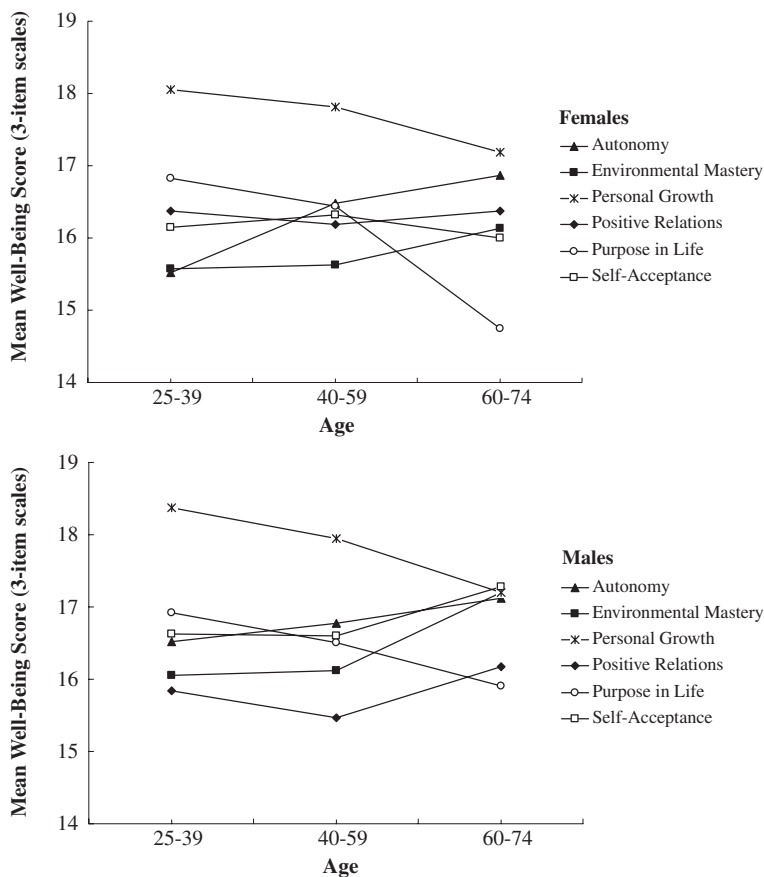 Mean Well-Being Score (3-item scales)
19
18
17
16
15
14
25-39 40-59 60-74
Age
Females
Autonomy
Environmental Mastery
Personal Growth
Positive Relations
Purpose in Life
Self-Acceptance
Mean Well-Being Score (3-item scales)
19
18
17
16
15
14
25-39 40-59 60-74
Age
Males
Autonomy
Environmental Mastery
Personal Growth
Positive Relations
Purpose in Life
Self-Acceptance